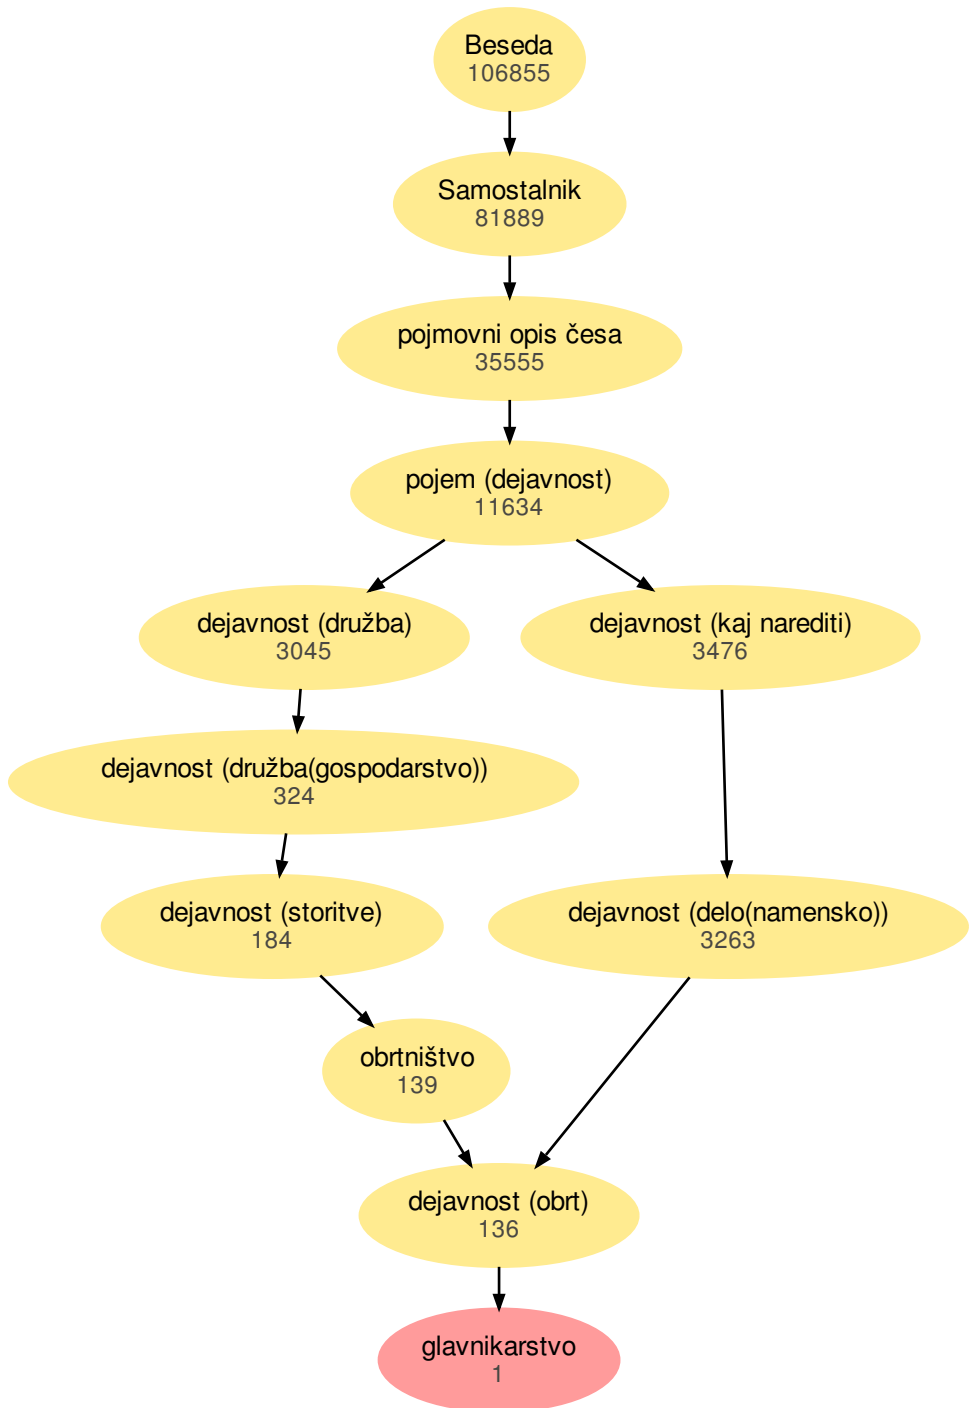 Beseda
106855
Samostalnik
81889
pojmovni opis česa
35555
pojem (dejavnost)
11634
dejavnost (družba)
3045
dejavnost (kaj narediti)
3476
dejavnost (družba(gospodarstvo))
324
dejavnost (storitve)
184
dejavnost (delo(namensko))
3263
obrtništvo
139
dejavnost (obrt)
136
glavnikarstvo
1